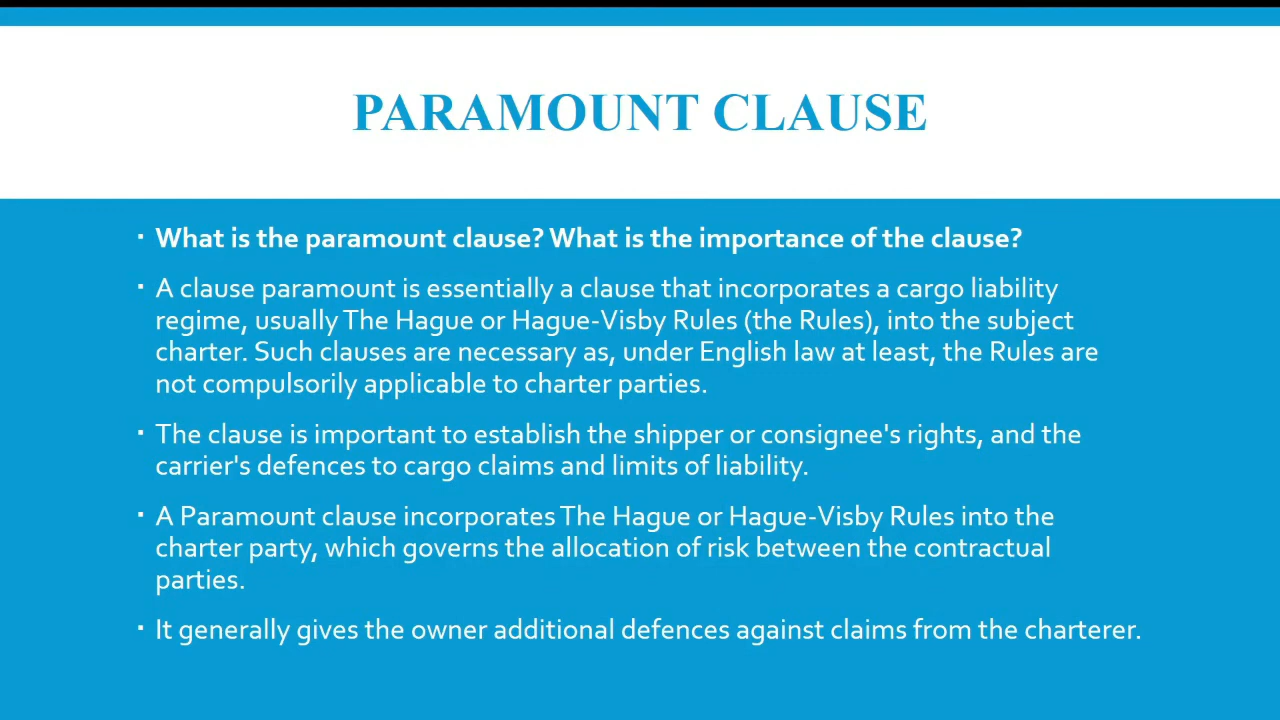 PARAMOUNT CLAUSE
▪ What is the paramount clause? What is the importance of the clause?
▪ A clause paramount is essentially a clause that incorporates a cargo liability
regime, usually The Hague or Hague-Visby Rules (the Rules), into the subject
charter. Such clauses are necessary as, under English law at least, the Rules are
not compulsorily applicable to charter parties.
▪ The clause is important to establish the shipper or consignee's rights, and the
carrier's defences to cargo claims and limits of liability.
▪ A Paramount clause incorporates The Hague or Hague-Visby Rules into the
charter party, which governs the allocation of risk between the contractual
parties.
▪ It generally gives the owner additional defences against claims from the charterer.